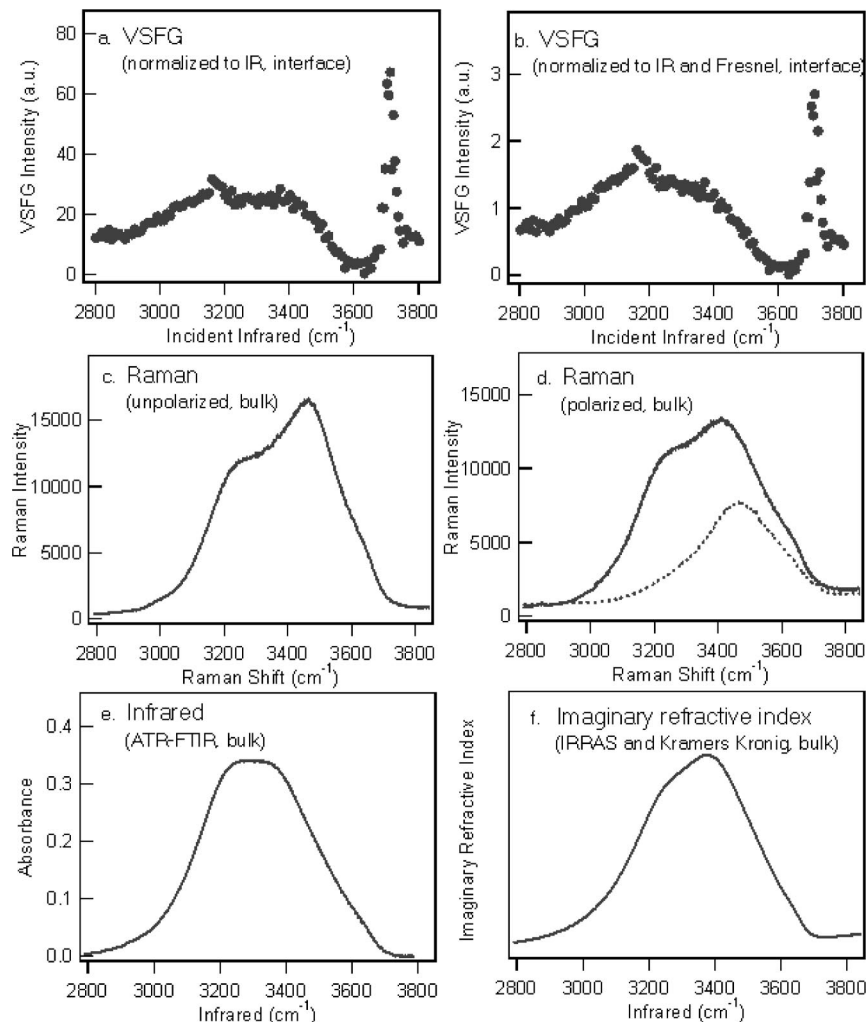 a. VSFG
(normalized to IR, interface)
VSFG Intensity (a.u.)
80
60
40
20
0
2800 3000 3200 3400 3600 3800
Incident Infrared (cm-1)
b. VSFG
(normalized to IR and Fresnel, interface)
VSFG Intensity (a.u.)
3
2
1
0
2800 3000 3200 3400 3600 3800
Incident Infrared (cm-1)
c. Raman
(unpolarized, bulk)
Raman Intensity
15000
10000
5000
0
2800 3000 3200 3400 3600 3800
Raman Shift (cm-1)
d. Raman
(polarized, bulk)
Raman Intensity
15000
10000
5000
0
2800 3000 3200 3400 3600 3800
Raman Shift (cm-1)
e. Infrared
(ATR-FTIR, bulk)
Absorbance
0.4
0.3
0.2
0.1
0.0
2800 3000 3200 3400 3600 3800
Infrared (cm-1)
f. Imaginary refractive index
(IRRAS and Kramers Kronig, bulk)
Imaginary Refractive Index
2800 3000 3200 3400 3600 3800
Infrared (cm-1)